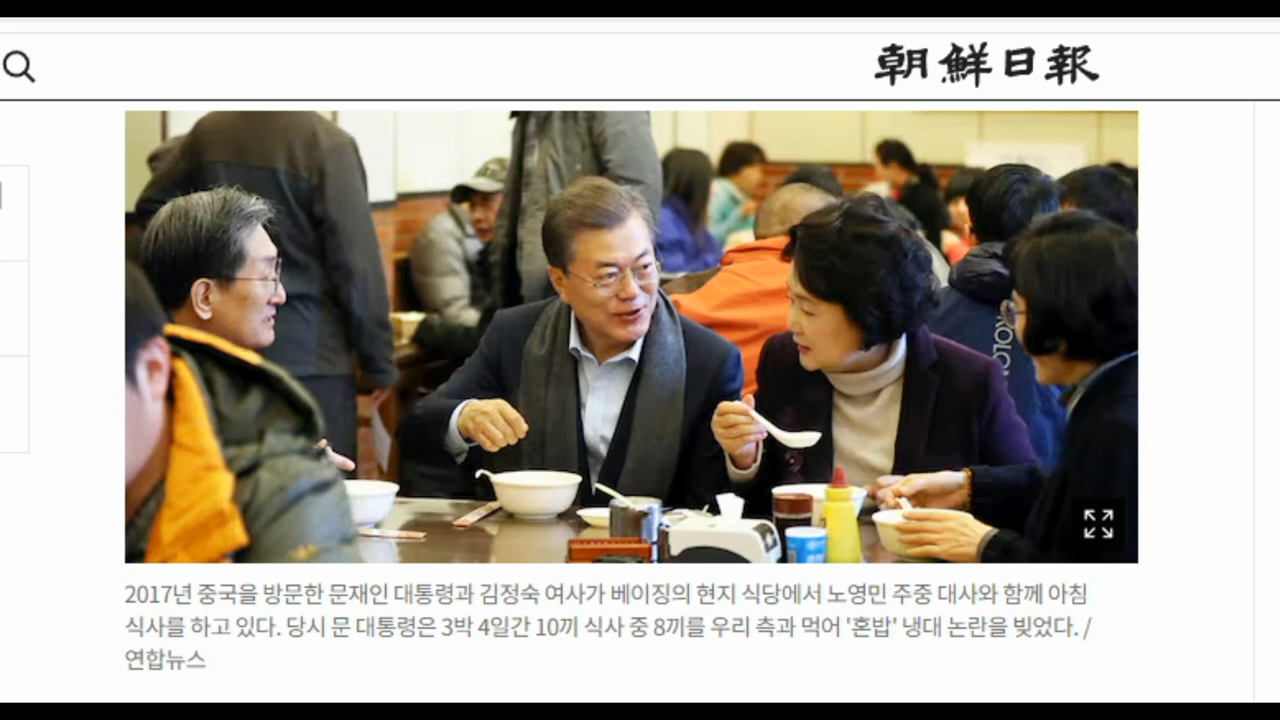 朝鮮日報
KOLO
2017년 중국을 방문한 문재인 대통령과 김정숙 여사가 베이징의 현지 식당에서 노영민 주중 대사와 함께 아침
식사를 하고 있다. 당시 문 대통령은 3박 4일간 10끼 식사 중 8끼를 우리 측과 먹어 '혼밥' 냉대 논란을 빚었다. /
연합뉴스